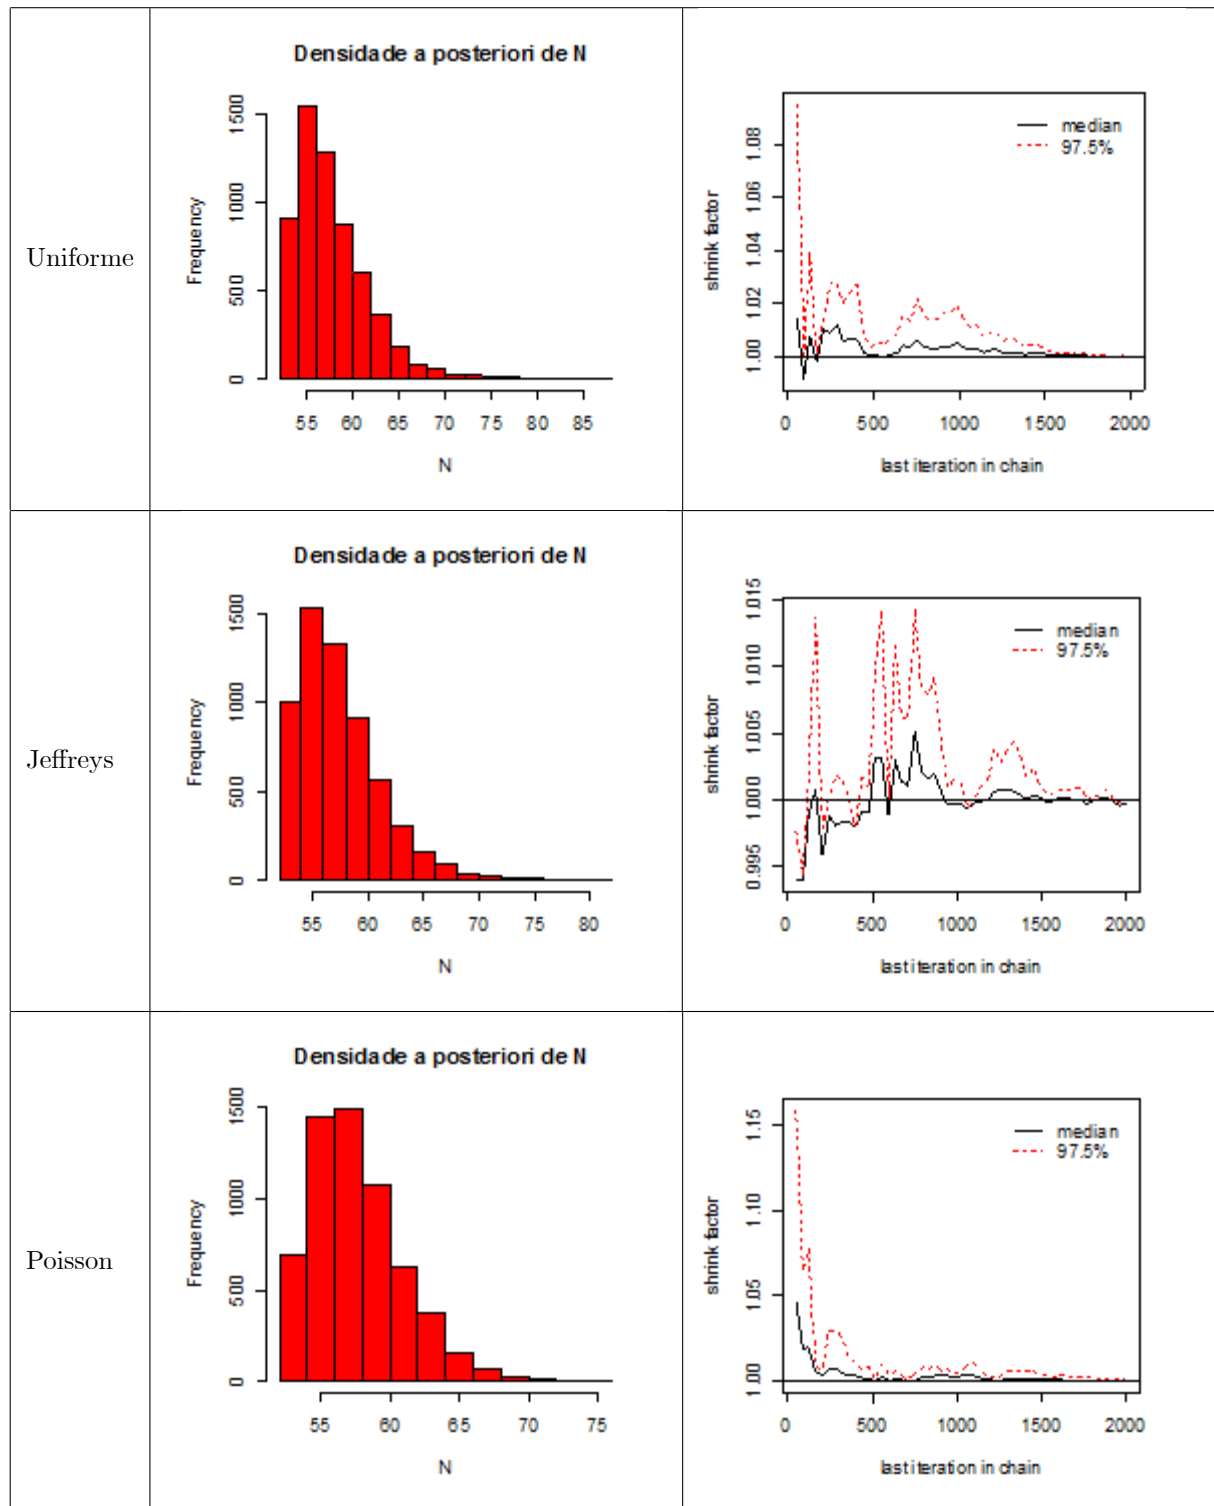 Uniforme
Densidade a posteriori de N
Frequency
1500
1000
500
0
55 60 65 70 75 80 85
N
median
97.5%
shrink factor
1.08
1.06
1.04
1.02
1.00
0 500 1000 1500 2000
last iteration in chain
Jeffreys
Densidade a posteriori de N
Frequency
1500
1000
500
0
55 60 65 70 75 80
N
median
97.5%
shrink factor
1.015
1.010
1.005
1.000
0.995
0 500 1000 1500 2000
last iteration in chain
Poisson
Densidade a posteriori de N
Frequency
1500
1000
500
0
55 60 65 70 75
N
median
97.5%
shrink factor
1.15
1.10
1.05
1.00
0 500 1000 1500 2000
last iteration in chain